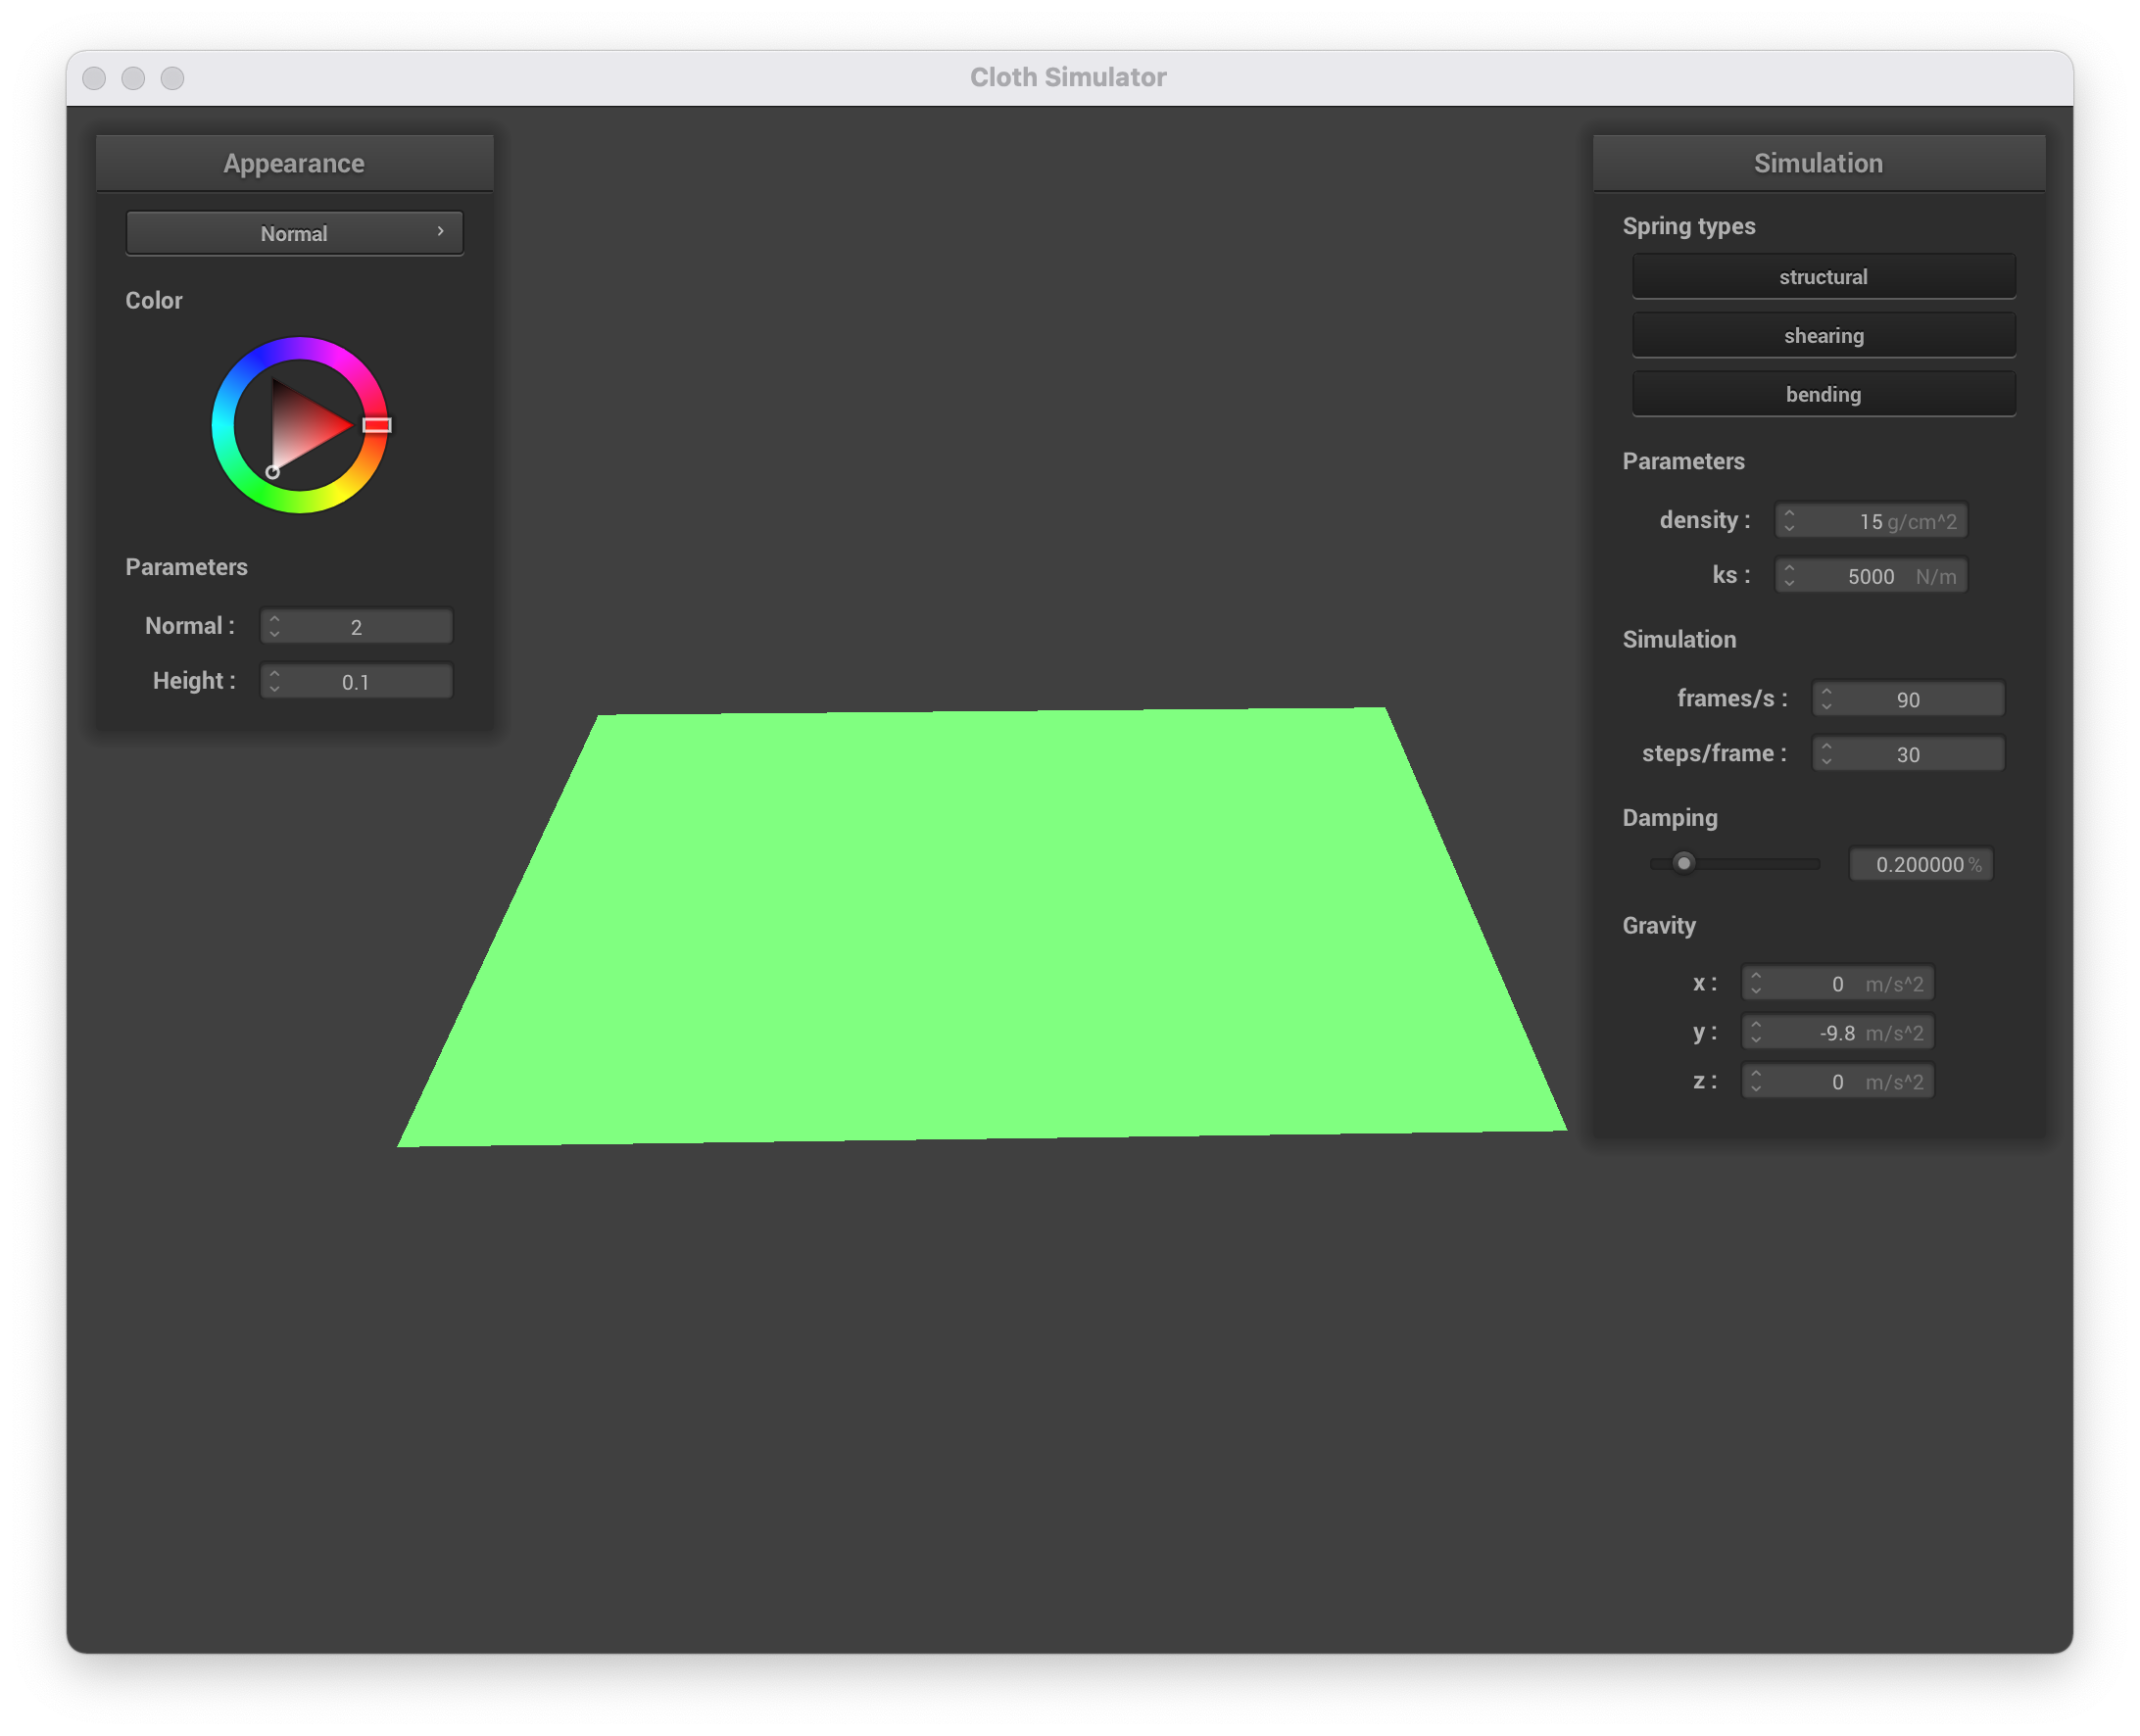 Cloth Simulator
Appearance
Normal
Color
Parameters
Normal : 2
Height : 0.1
Simulation
Spring types
structural
shearing
bending
Parameters
density : 15 g/cm^2
ks : 5000 N/m
Simulation
frames/s : 90
steps/frame : 30
Damping
0.200000 %
Gravity
x : 0 m/s^2
y : -9.8 m/s^2
z : 0 m/s^2